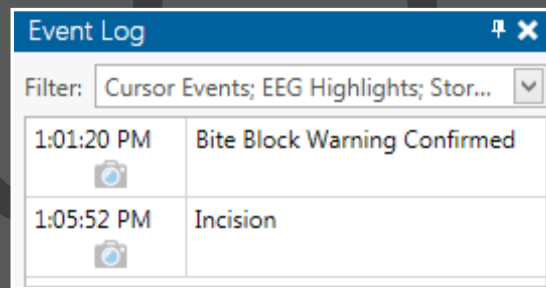 Event Log
Filter: Cursor Events; EEG Highlights; Stor...
1:01:20 PM Bite Block Warning Confirmed
1:05:52 PM Incision